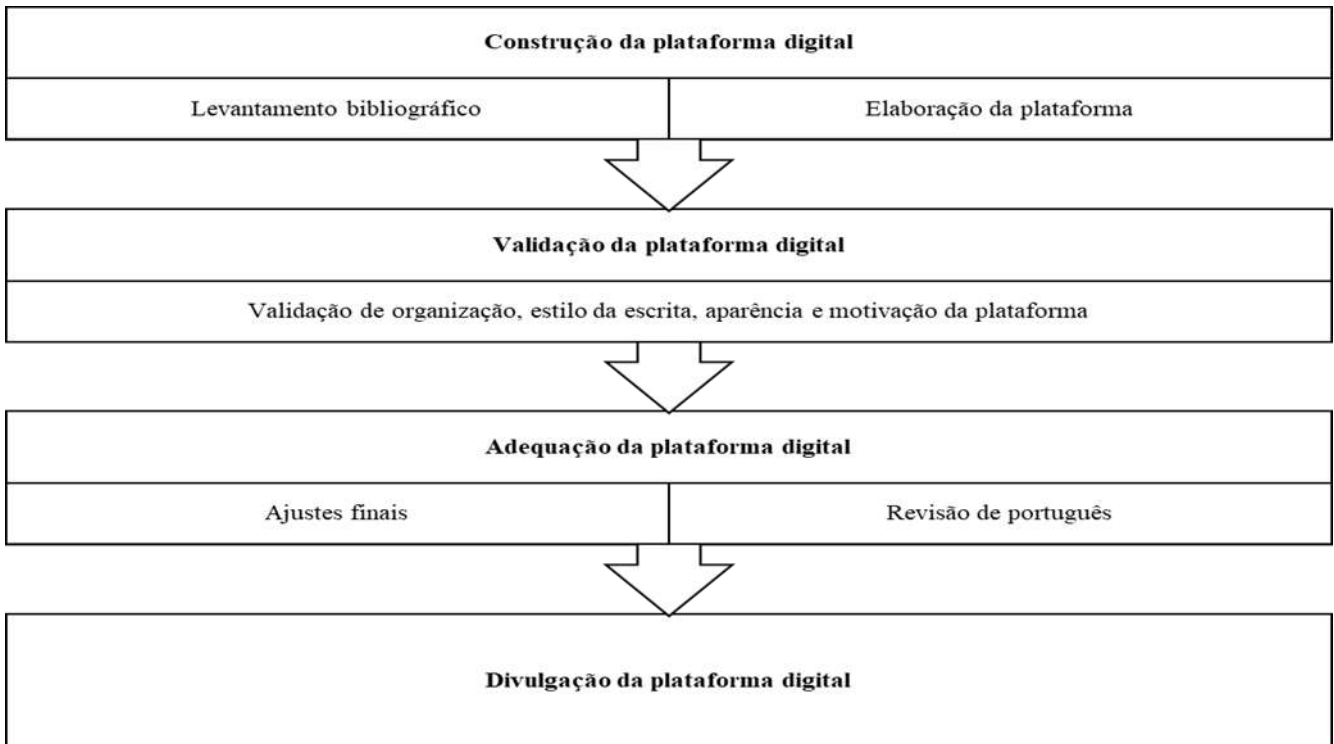 Construção da plataforma digital
Levantamento bibliográfico
Elaboração da plataforma
Validação da plataforma digital
Validação de organização, estilo da escrita, aparência e motivação da plataforma
Adequação da plataforma digital
Ajustes finais
Revisão de português
Divulgação da plataforma digital